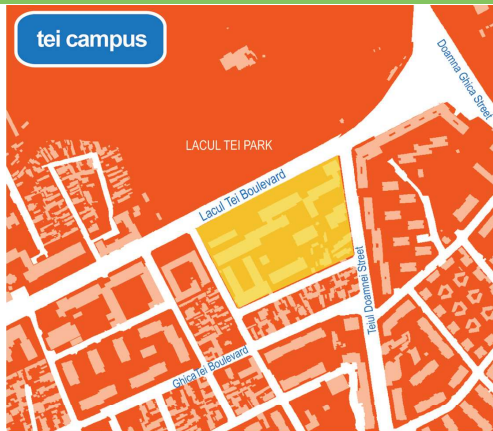 tei campus
Doamna Ghica Street
LACUL TEI PARK
Lacul Tei Boulevard
Teiul Doamnei Street
Ghica Tei Boulevard